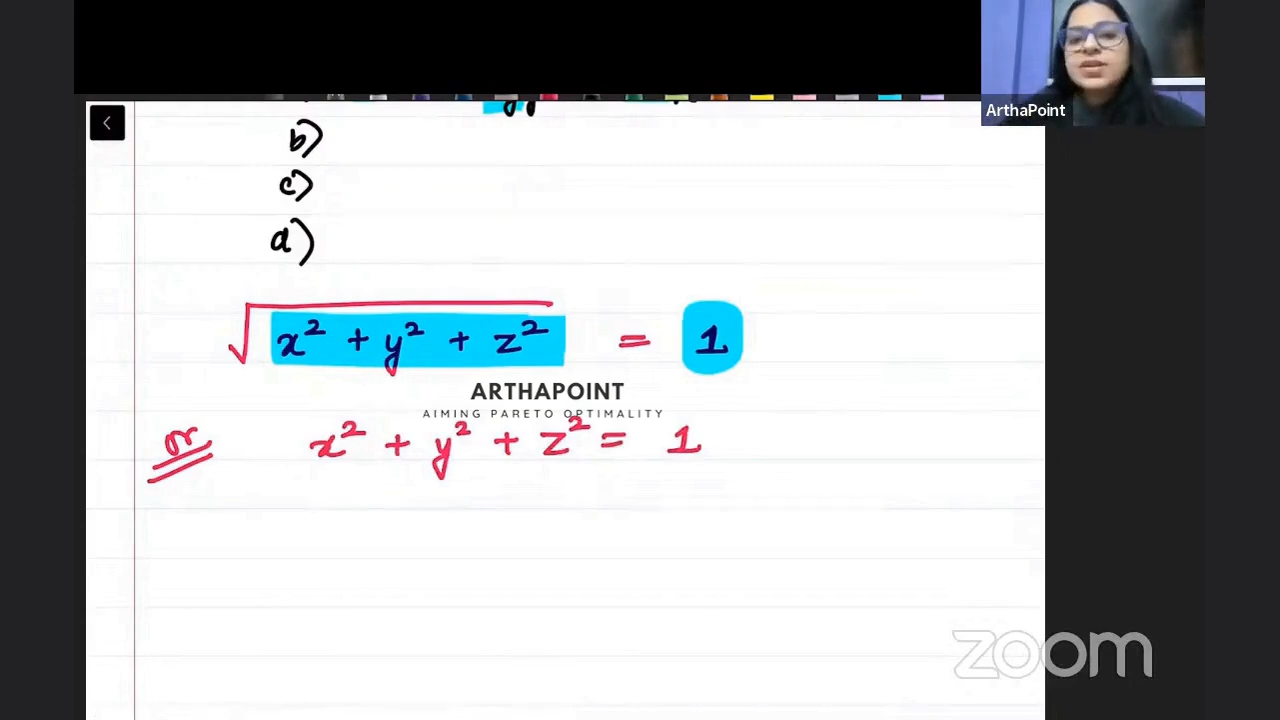 ArthaPoint
b)
c)
d)
√x² + y² + z² = 1
ARTHAPOINT
AIMING PARETO OPTIMALITY
or x² + y² + z² = 1
zoom